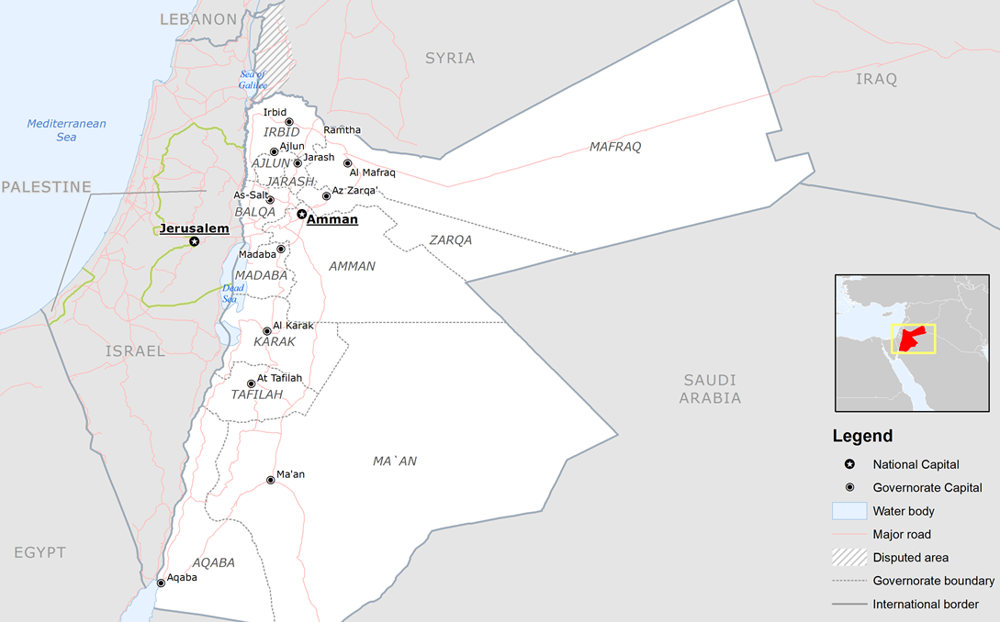 LEBANON
SYRIA
IRAQ
Sea of
Galilee
Mediterranean
Sea
Irbid
IRBID
Ramtha
Ajlun
AJLUN
Jarash
JARASH
Al Mafraq
MAFRAQ
PALESTINE
As-Salt
BALQA
Az Zarqa'
Amman
Jerusalem
ZARQA
Madaba
MADABA
AMMAN
Dead
Sea
Al Karak
KARAK
ISRAEL
At Tafilah
TAFILAH
SAUDI
ARABIA
MA`AN
Ma'an
EGYPT
AQABA
Aqaba
Legend
National Capital
Governorate Capital
Water body
Major road
Disputed area
Governorate boundary
International border